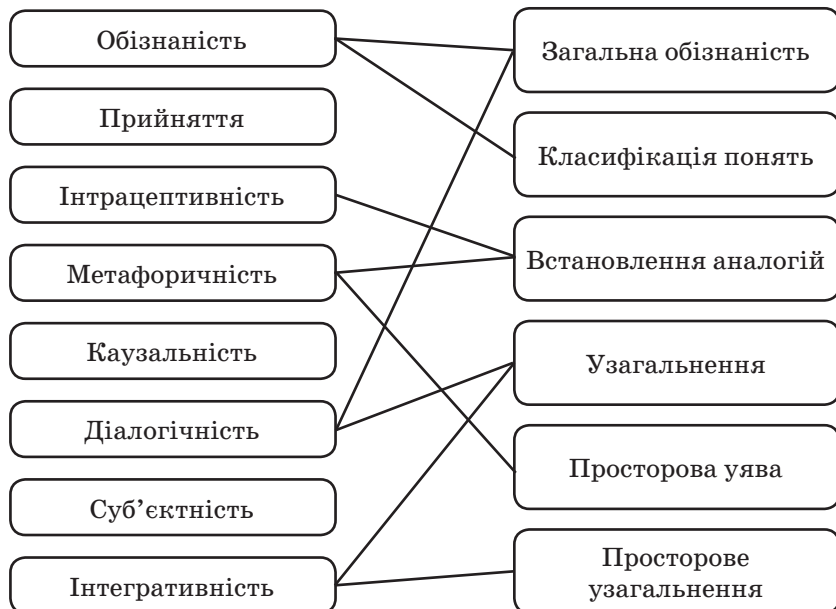 Обізнаність
Прийняття
Інтрацептивність
Метафоричність
Каузальність
Діалогічність
Суб’єктність
Інтегративність
Загальна обізнаність
Класифікація понять
Встановлення аналогій
Узагальнення
Просторова уява
Просторове
узагальнення